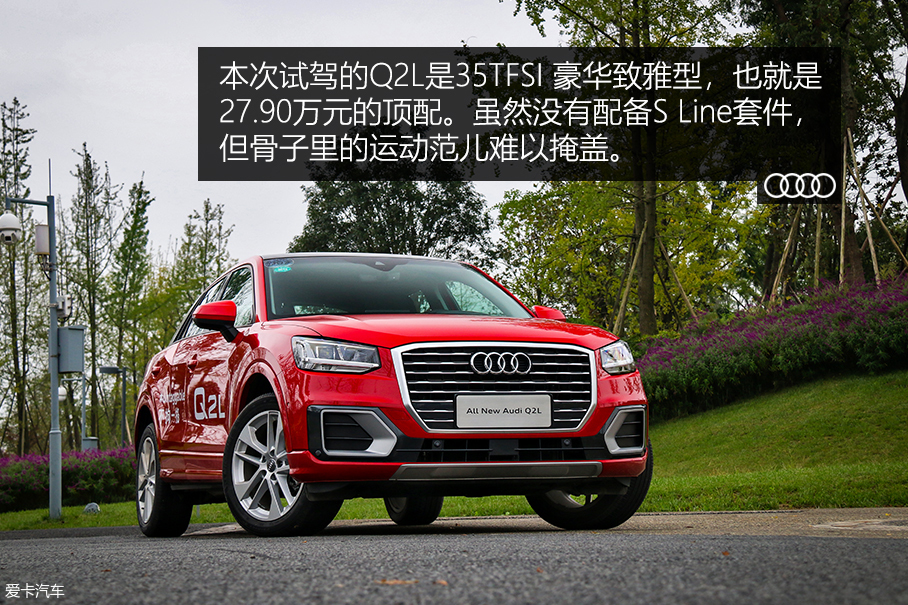 本次试驾的Q2L是35TFSI 豪华致雅型，也就是
27.90万元的顶配。虽然没有配备S Line套件，
但骨子里的运动范儿难以掩盖。
All New Audi Q2L
Q2L
爱卡汽车